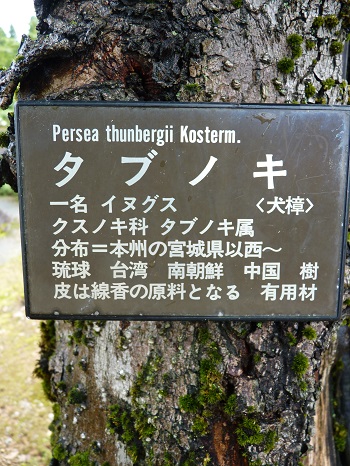 Persea thunbergii Kosterm.
タブノキ
一名 イヌグス 〈犬樟〉
クスノキ科 タブノキ属
分布＝本州の宮城県以西〜
琉球 台湾 南朝鮮 中国 樹
皮は線香の原料となる 有用材